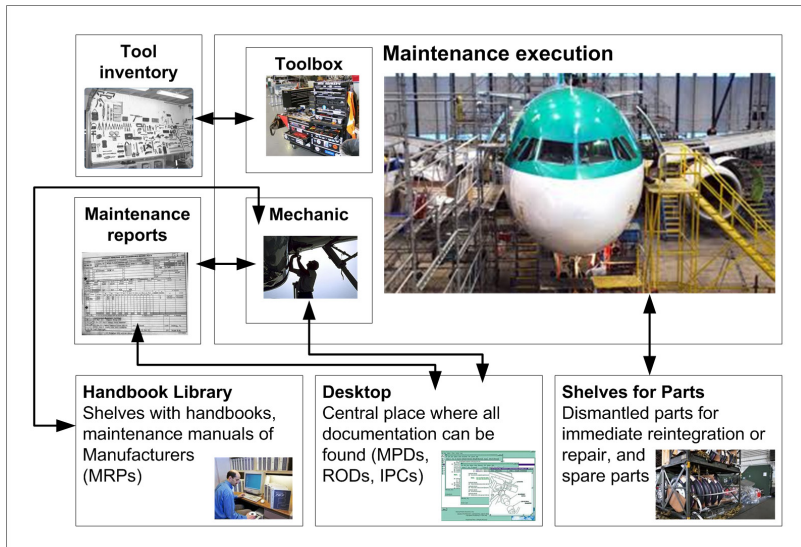 Tool
inventory
Toolbox
Maintenance execution
Maintenance
reports
Mechanic
Handbook Library
Shelves with handbooks,
maintenance manuals of
Manufacturers
(MRPs)
Desktop
Central place where all
documentation can be
found (MPDs,
RODs, IPCs)
Shelves for Parts
Dismantled parts for
immediate reintegration or
repair, and
spare parts